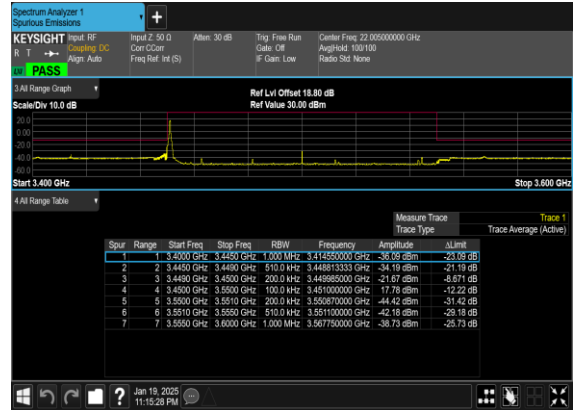 Spectrum Analyzer 1
Spurious Emissions
KEYSIGHT Input: RF Input Z: 50 Ω Atten: 30 dB Trig: Free Run Center Freq: 22.005000000 GHz
R T Coupling: DC Corr CCorr Gate: Off Avg|Hold: 100/100
Align: Auto Freq Ref: Int (S) IF Gain: Low Radio Std: None
PASS
3.All Range Graph
Ref Lvl Offset 18.80 dB
Scale/Div 10.0 dB Ref Value 30.00 dBm
20.0
0.00
-20.0
-40.0
-60.0
Start 3.400 GHz Stop 3.600 GHz
4.All Range Table
Measure Trace Trace 1
Trace Type Trace Average (Active)
Spur Range Start Freq Stop Freq RBW Frequency Amplitude ΔLimit
1 1 3.4000 GHz 3.4450 GHz 1.000 MHz 3.414550000 GHz -36.09 dBm -23.09 dB
2 2 3.4450 GHz 3.4490 GHz 510.0 kHz 3.448813333 GHz -34.19 dBm -21.19 dB
3 3 3.4490 GHz 3.4500 GHz 200.0 kHz 3.449985000 GHz -21.67 dBm -8.671 dB
4 4 3.4500 GHz 3.5500 GHz 100.0 kHz 3.451000000 GHz 17.78 dBm -12.22 dB
5 5 3.5500 GHz 3.5510 GHz 200.0 kHz 3.550870000 GHz -44.42 dBm -31.42 dB
6 6 3.5510 GHz 3.5550 GHz 510.0 kHz 3.551100000 GHz -42.18 dBm -29.18 dB
7 7 3.5550 GHz 3.6000 GHz 1.000 MHz 3.567750000 GHz -38.73 dBm -25.73 dB
Jan 19, 2025
11:15:28 PM